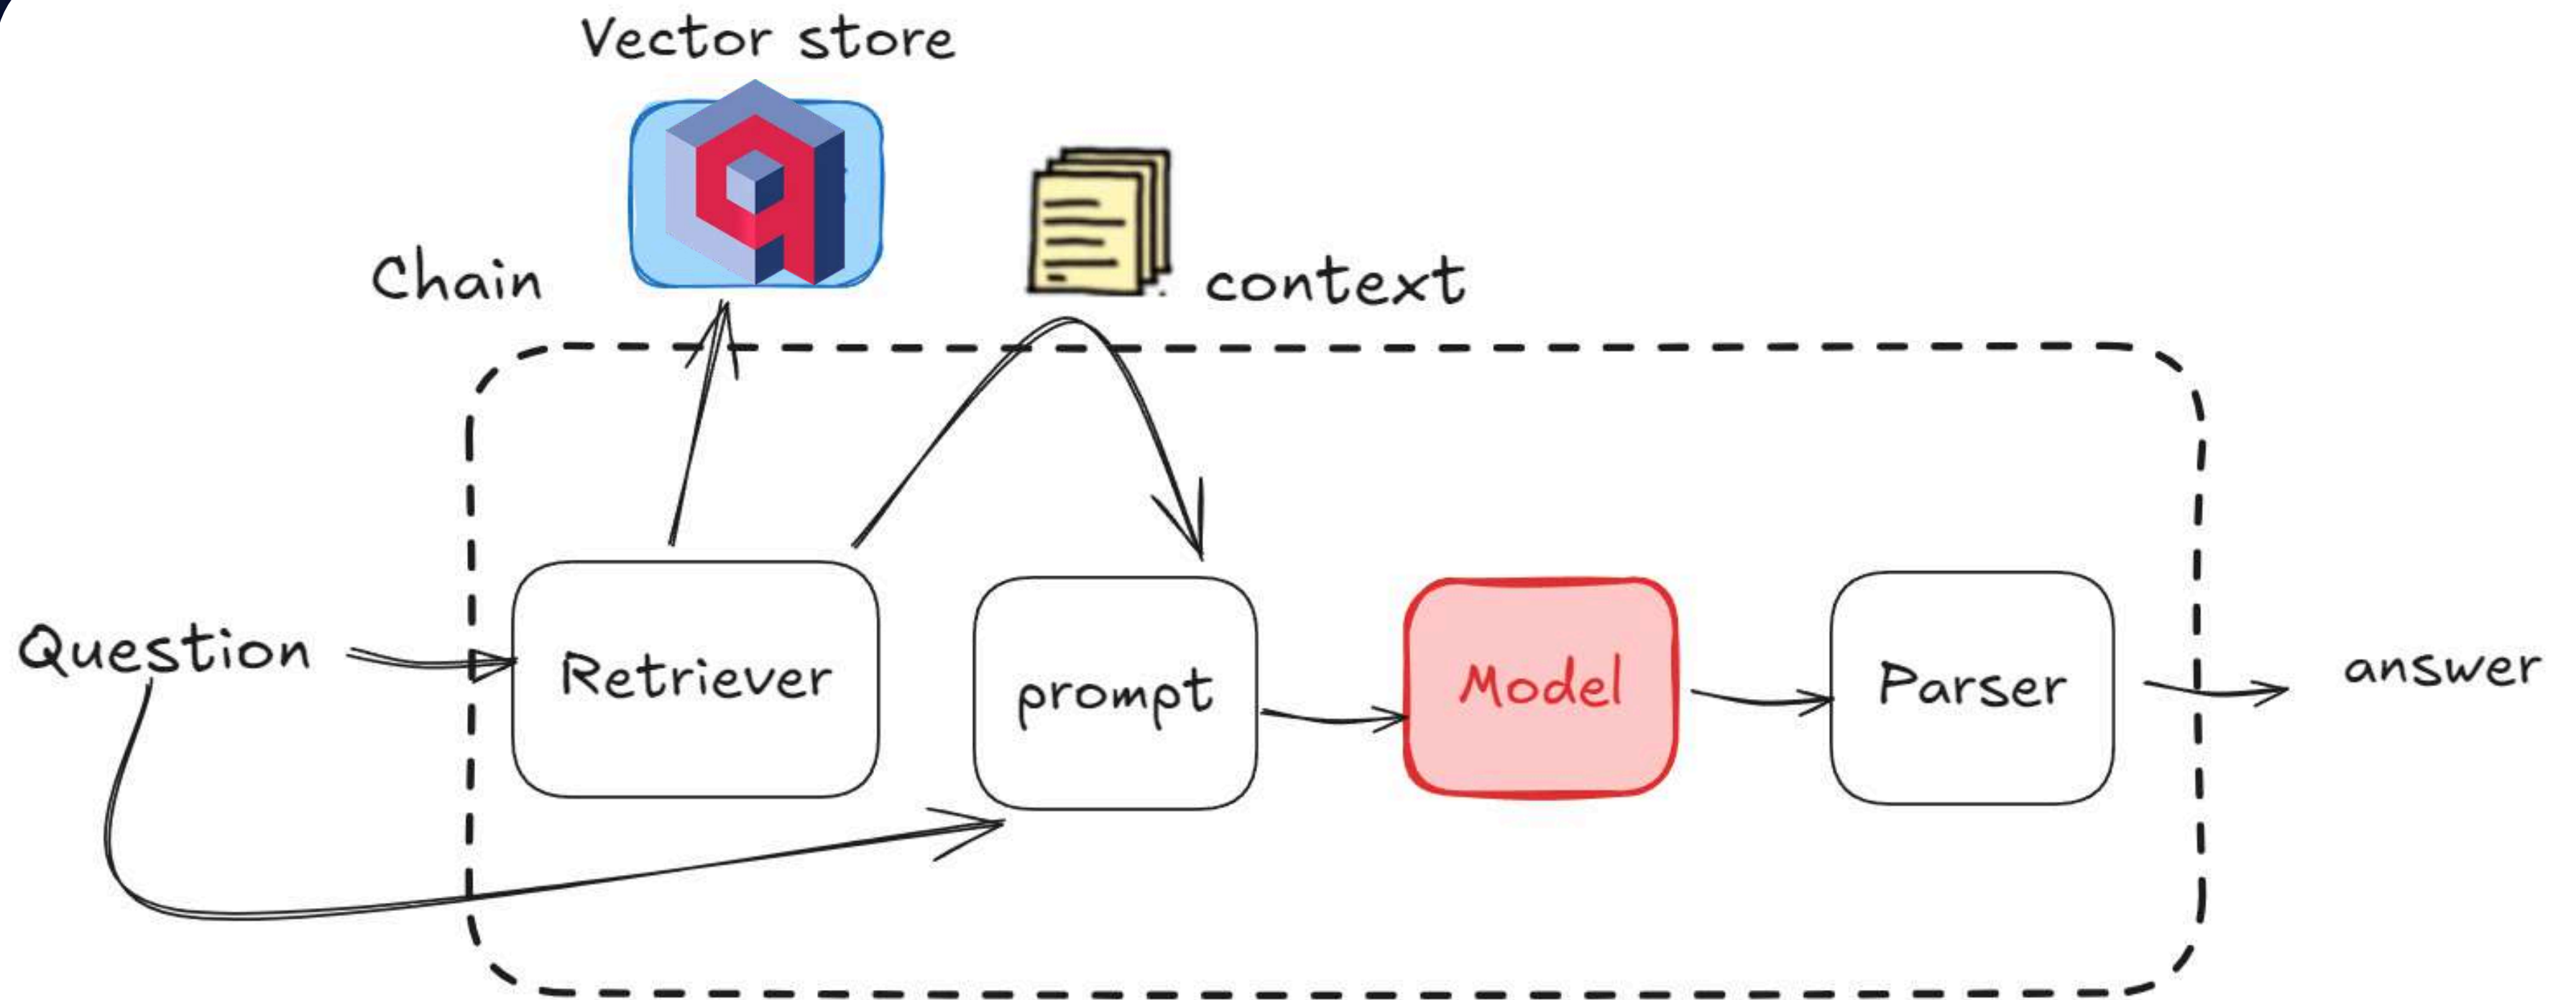 Vector store
Chain
context
Question
Retriever
prompt
Model
Parser
answer